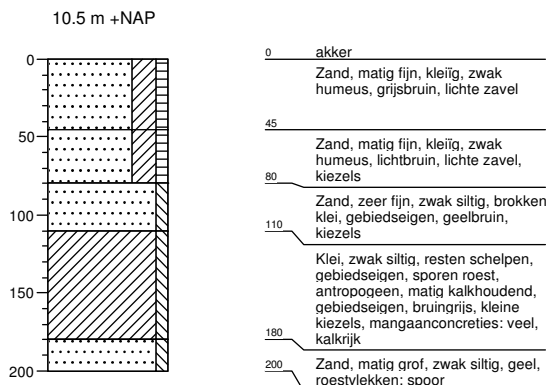 10.5 m +NAP
0
50
100
150
200
0 akker
Zand, matig fijn, kleiïg, zwak
humeus, grijsbruin, lichte zavel
45
Zand, matig fijn, kleiïg, zwak
humeus, lichtbruin, lichte zavel,
kiezels
80
Zand, zeer fijn, zwak siltig, brokken
klei, gebiedseigen, geelbruin,
kiezels
110
Klei, zwak siltig, resten schelpen,
gebiedseigen, sporen roest,
antropogeen, matig kalkhoudend,
gebiedseigen, bruingrijs, kleine
kiezels, mangaanconcreties: veel,
kalkrijk
180
Zand, matig grof, zwak siltig, geel,
roestvlekken: spoor
200